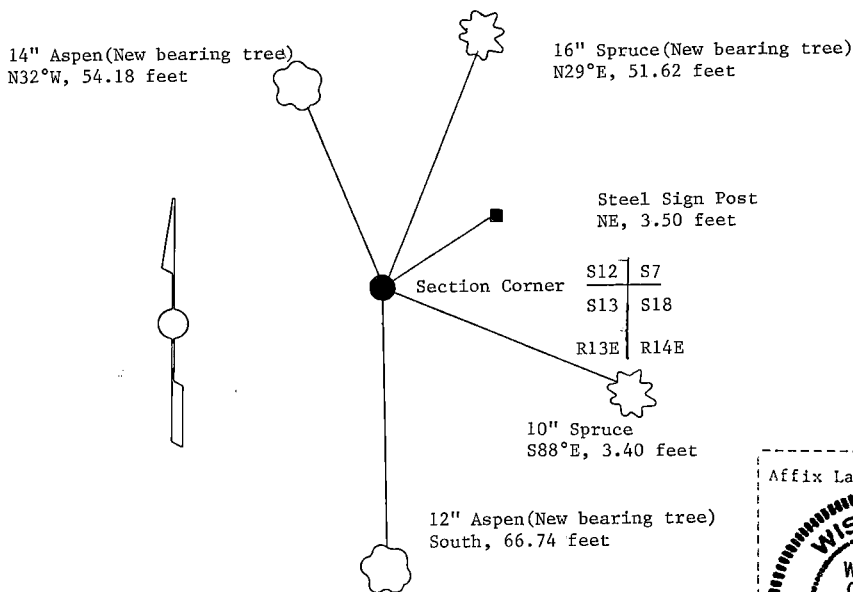 14" Aspen(New bearing tree)
N32°W, 54.18 feet
16" Spruce(New bearing tree)
N29°E, 51.62 feet
Steel Sign Post
NE, 3.50 feet
Section Corner
S12 S7
S13 S18
R13E R14E
10" Spruce
S88°E, 3.40 feet
12" Aspen(New bearing tree)
South, 66.74 feet
Affix La
WIS